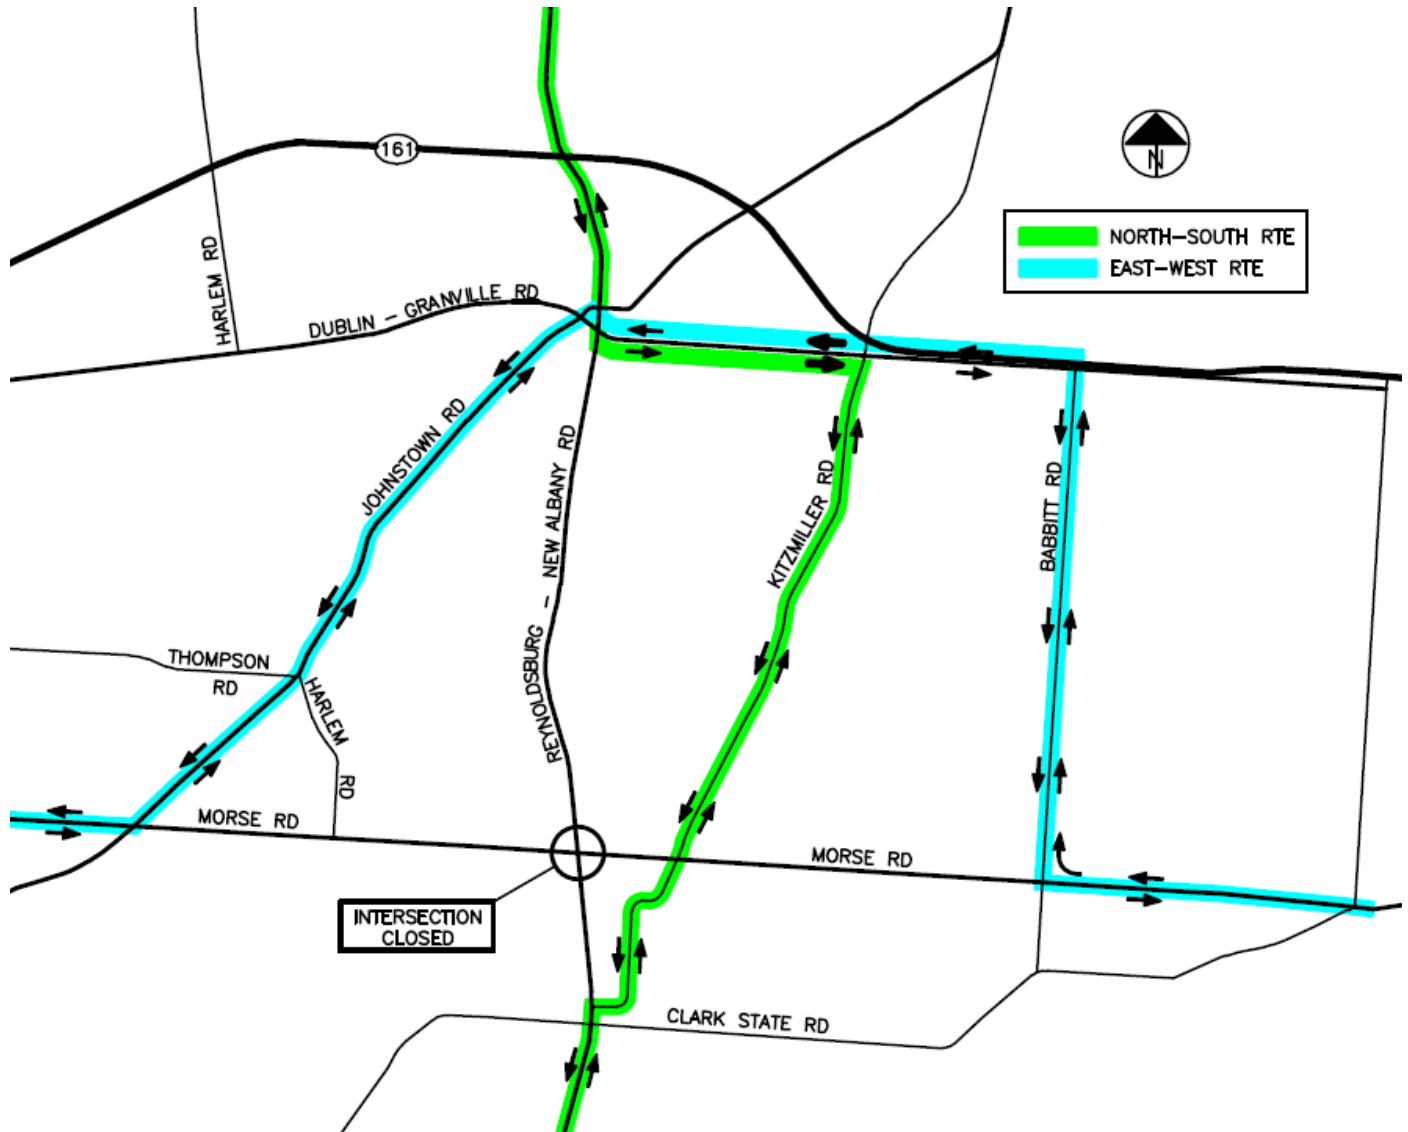 161
N
NORTH-SOUTH RTE
EAST-WEST RTE
HARLEM RD
DUBLIN - GRANVILLE RD
JOHNSTOWN RD
REYNOLDSBURG - NEW ALBANY RD
KITZMILLER RD
BABBITT RD
THOMPSON
RD
HARLEM
RD
MORSE RD
MORSE RD
INTERSECTION
CLOSED
CLARK STATE RD